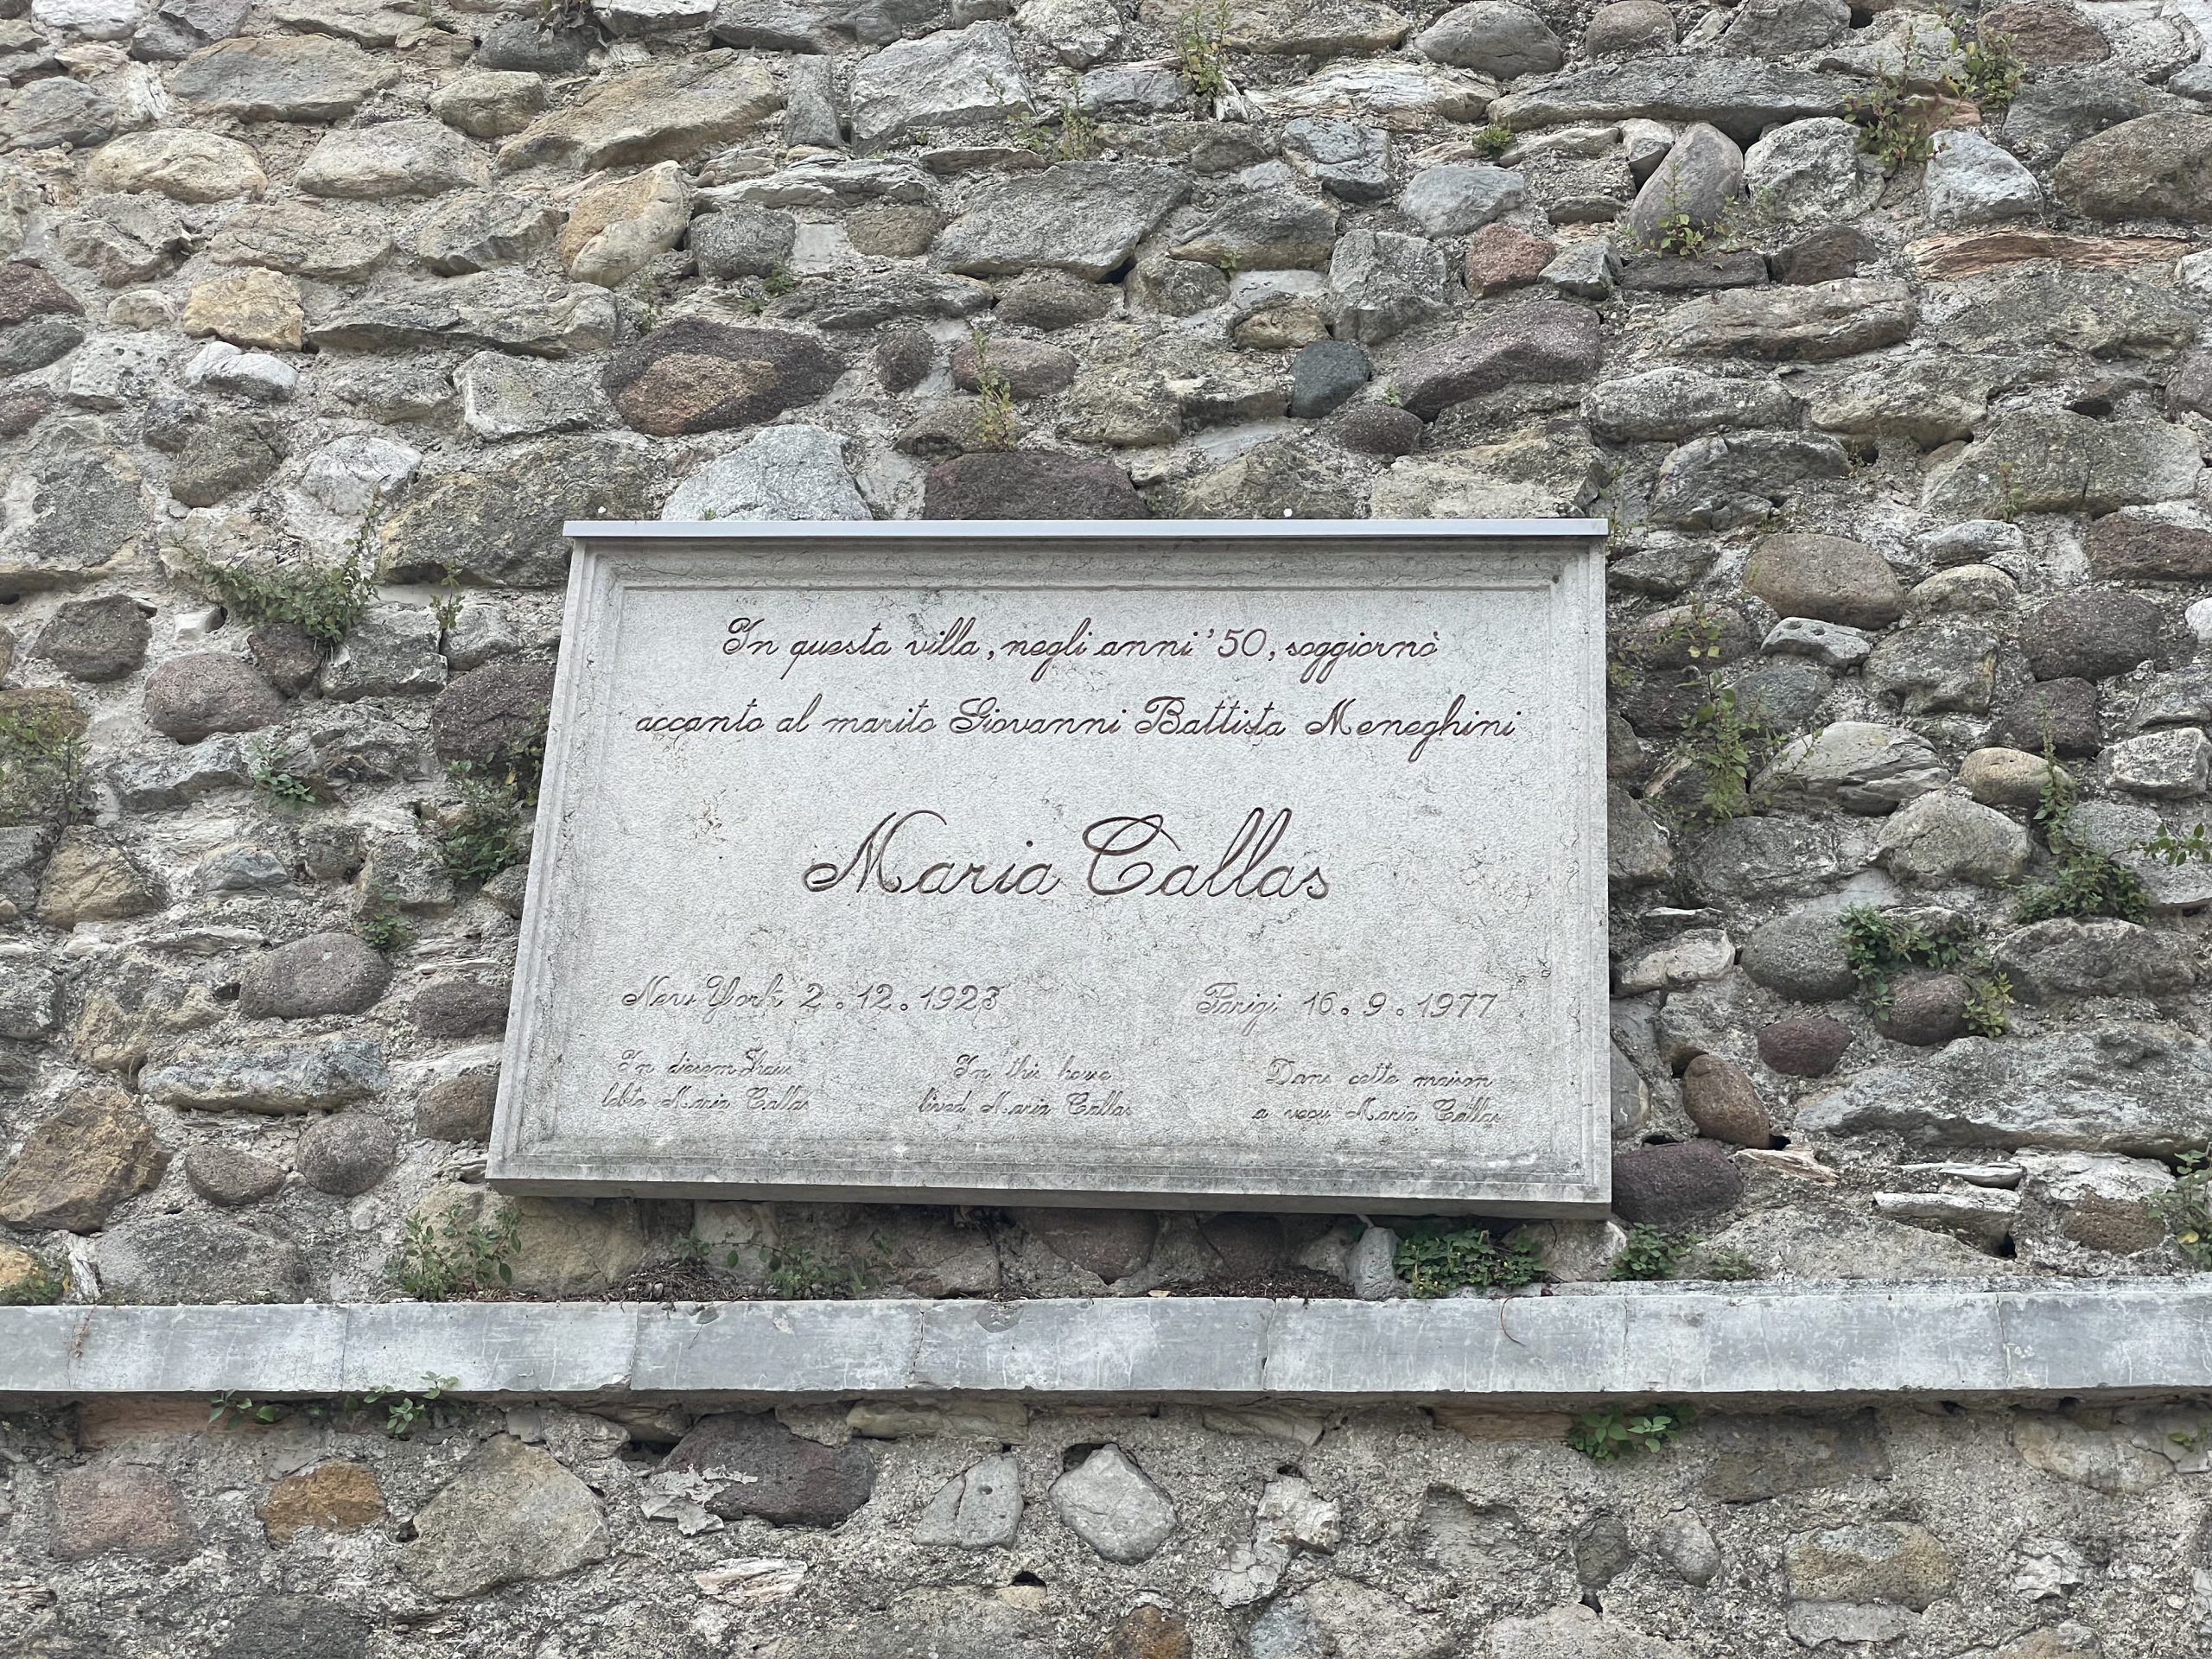 In questa villa, negli anni '50, soggiornò
accanto al marito Giovanni Battista Meneghini
Maria Callas
New York 2.12.1923
Parigi 16.9.1977
In diesem Haus
lebte Maria Callas
In this house
lived Maria Callas
Dans cette maison
a veçu Maria Callas